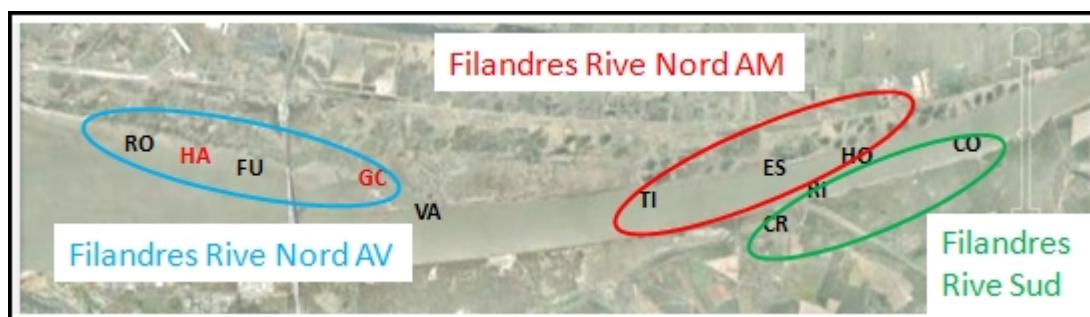 Filandres Rive Nord AM
RO
HA
FU
GC
VA
TI
ES
HO
CO
RI
CR
Filandres Rive Nord AV
Filandres
Rive Sud